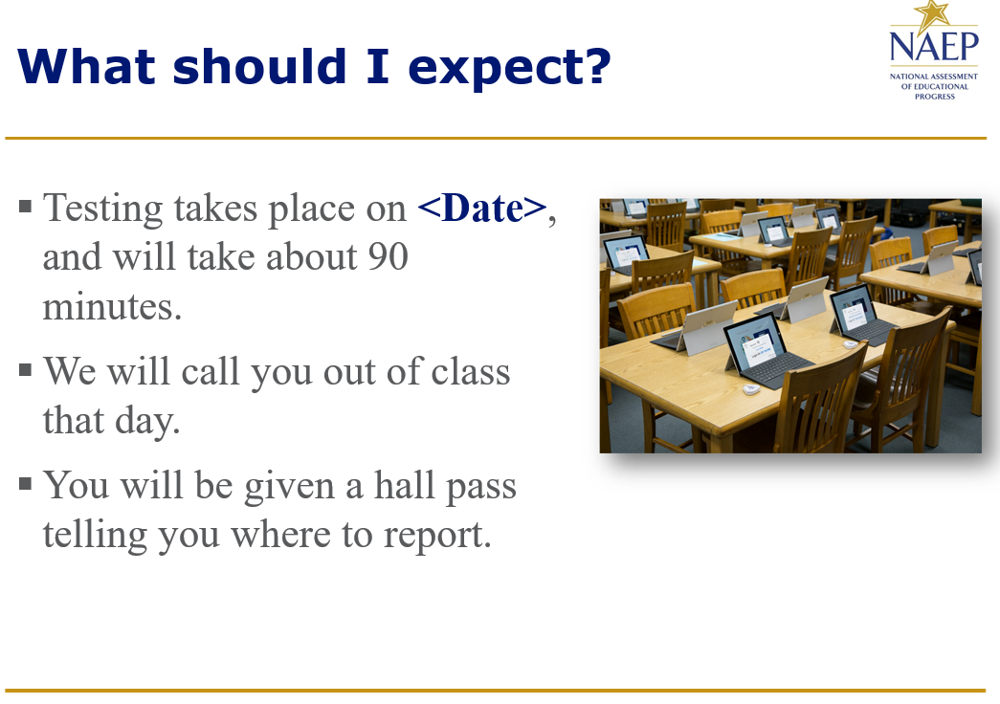 What should I expect?
NAEP
NATIONAL ASSESSMENT
OF EDUCATIONAL
PROGRESS
▪ Testing takes place on <Date>,
and will take about 90
minutes.
▪ We will call you out of class
that day.
▪ You will be given a hall pass
telling you where to report.